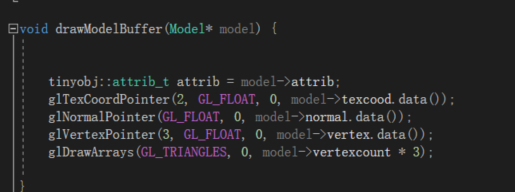 void drawModelBuffer(Model* model) {
tinyobj::attrib_t attrib = model->attrib;
glTexCoordPointer(2, GL_FLOAT, 0, model->texcood.data());
glNormalPointer(GL_FLOAT, 0, model->normal.data());
glVertexPointer(3, GL_FLOAT, 0, model->vertex.data());
glDrawArrays(GL_TRIANGLES, 0, model->vertexcount * 3);
}